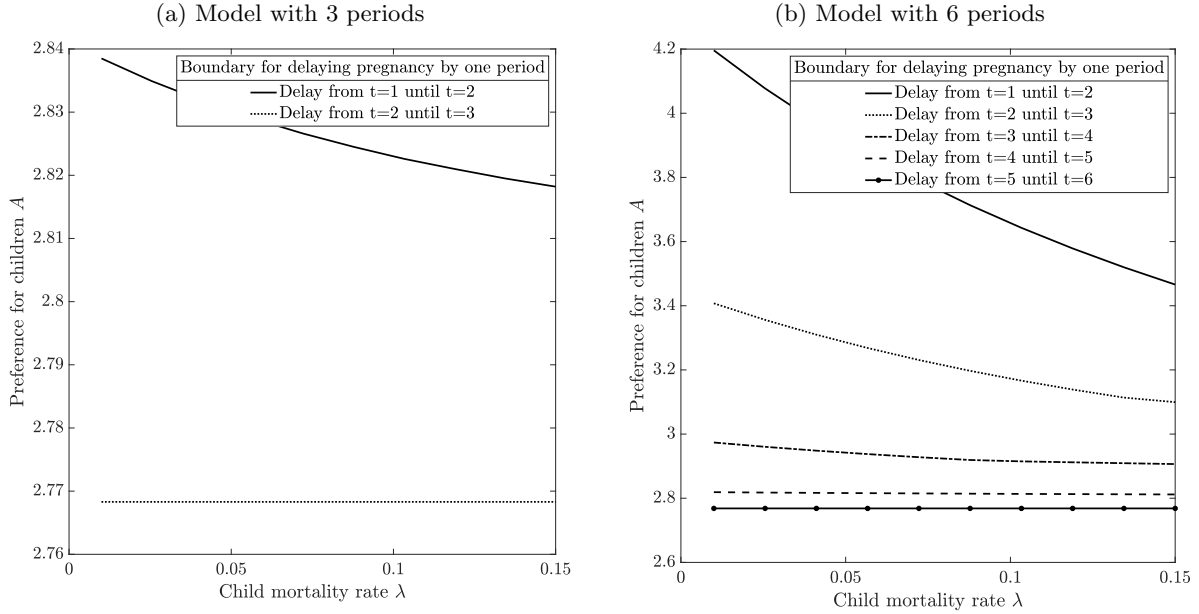 (a) Model with 3 periods
2.84
2.83
2.82
2.81
2.8
2.79
2.78
2.77
2.76
Preference for children A
Boundary for delaying pregnancy by one period
Delay from t=1 until t=2
Delay from t=2 until t=3
0
0.05
0.1
0.15
Child mortality rate λ
(b) Model with 6 periods
4.2
4
3.8
3.6
3.4
3.2
3
2.8
2.6
Preference for children A
Boundary for delaying pregnancy by one period
Delay from t=1 until t=2
Delay from t=2 until t=3
Delay from t=3 until t=4
Delay from t=4 until t=5
Delay from t=5 until t=6
0
0.05
0.1
0.15
Child mortality rate λ